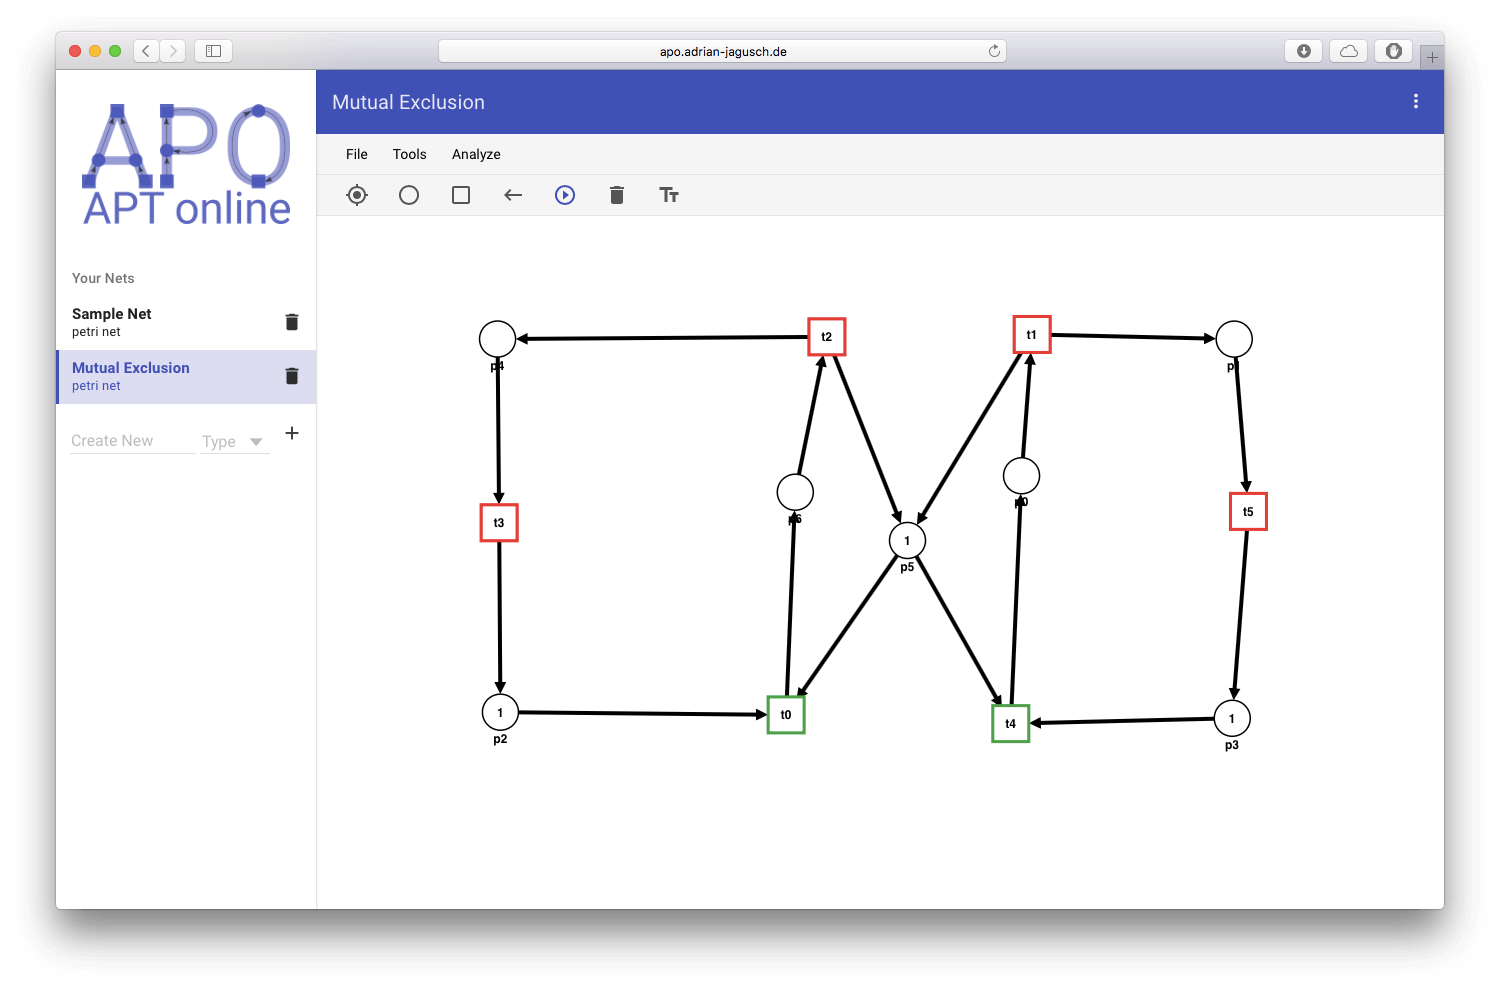 apo.adrian-jagusch.de
APO
APT online
Mutual Exclusion
File Tools Analyze
Your Nets
Sample Net
petri net
Mutual Exclusion
petri net
Create New Type
t2
t1
p4
t3
t5
1
p5
1
p2
t0
t4
1
p3